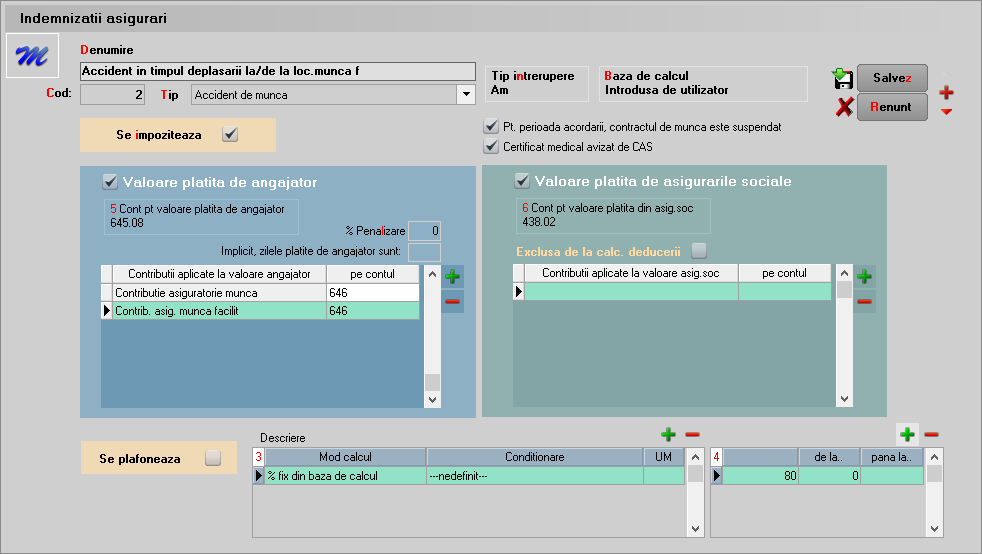 Indemnizatii asigurari
m
Denumire
Accident in timpul deplasarii la/de la loc.munca f
Cod: 2 Tip Accident de munca
Tip intrerupere
Am
Baza de calcul
Introdusa de utilizator
Salvez
Renunt
Se impoziteaza
Pt. perioada acordarii, contractul de munca este suspendat
Certificat medical avizat de CAS
Valoare platita de angajator
5 Cont pt valoare platita de angajator
645.08
% Penalizare 0
Implicit, zilele platite de angajator sunt:
Contributii aplicate la valoare angajator pe contul
Contributie asiguratorie munca 646
Contrib. asig. munca facilit 646
Valoare platita de asigurarile sociale
6 Cont pt valoare platita din asig.soc
438.02
Exclusa de la calc. deducerii
Contributii aplicate la valoare asig.soc pe contul
Se plafoneaza
Descriere
3 Mod calcul Conditionare UM
% fix din baza de calcul ---nedefinit---
4 de la.. pana la..
80 0